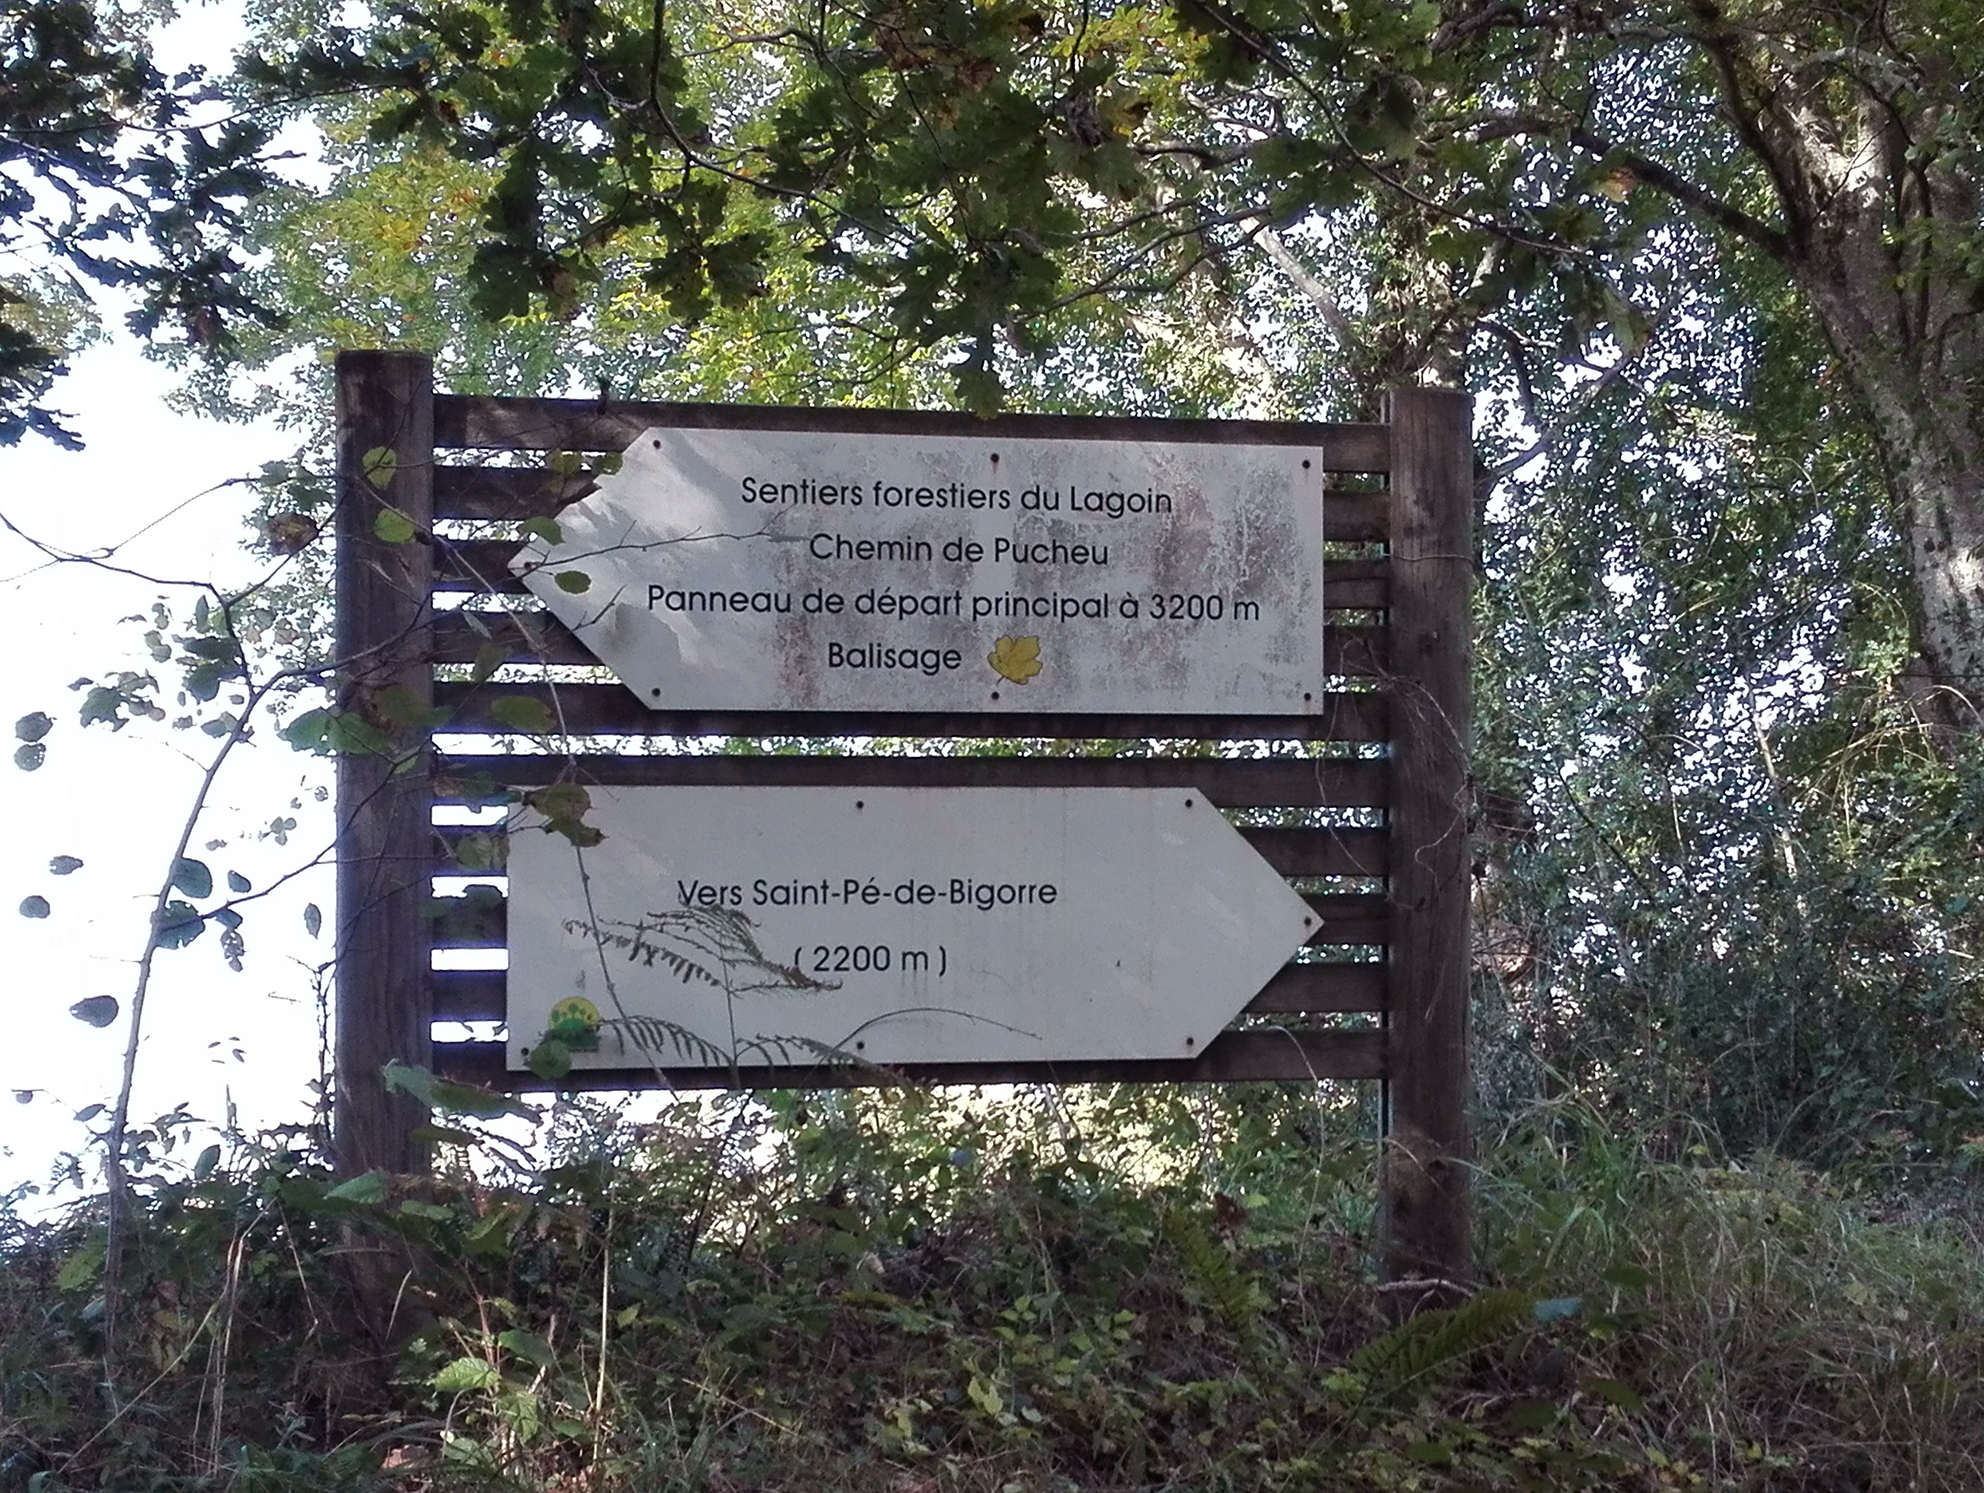 Sentiers forestiers du Lagoin
Chemin de Pucheu
Panneau de départ principal à 3200 m
Balisage
Vers Saint-Pé-de-Bigorre
( 2200 m )